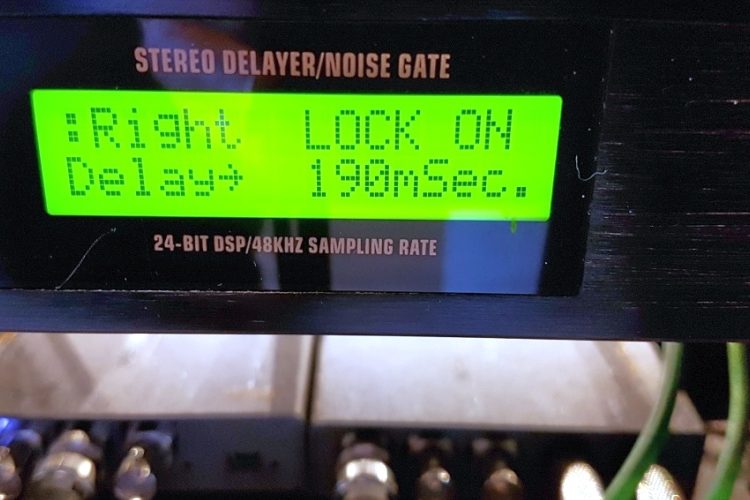 STEREO DELAYER/NOISE GATE
:Right LOCK ON
Delay→ 190mSec.
24-BIT DSP/48KHZ SAMPLING RATE